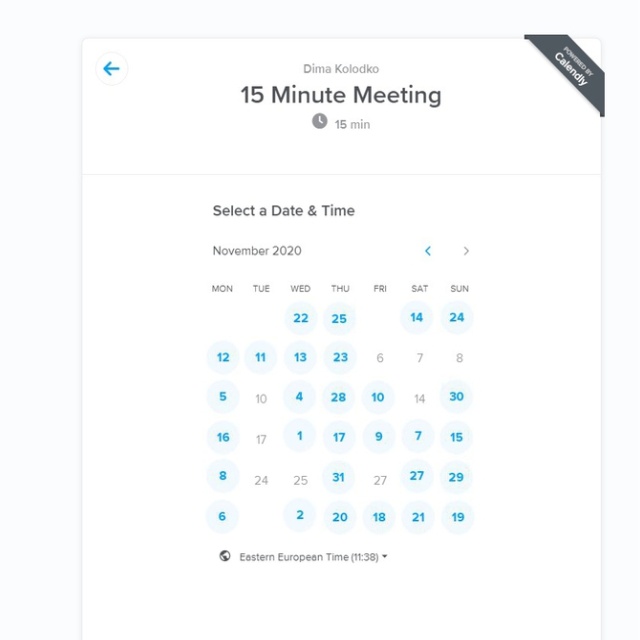 POWERED BY
Calendly
Dima Kolodko
15 Minute Meeting
15 min
Select a Date & Time
November 2020
MON TUE WED THU FRI SAT SUN
22 25 14 24
12 11 13 23 6 7 8
5 10 4 28 10 14 30
16 17 1 17 9 7 15
8 24 25 31 27 27 29
6 2 20 18 21 19
Eastern European Time (11:38)